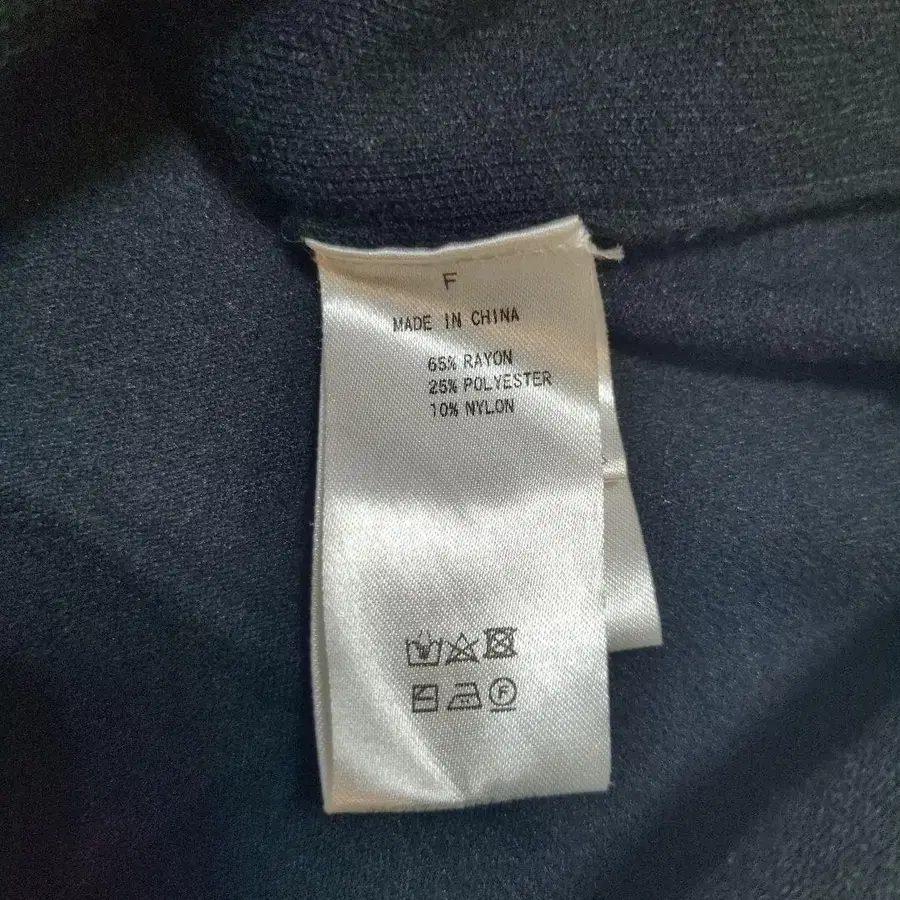 F
MADE IN CHINA
65% RAYON
25% POLYESTER
10% NYLON
F